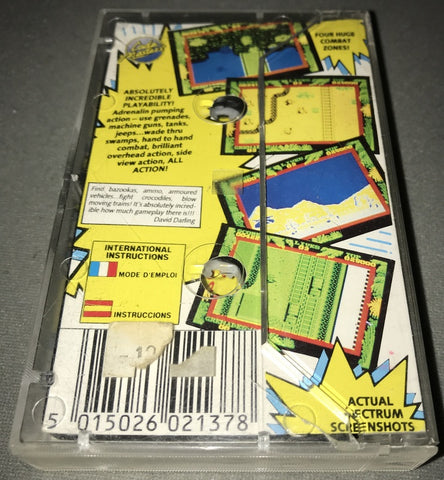 Code Masters
FOUR HUGE
COMBAT
ZONES!
ABSOLUTELY
INCREDIBLE
PLAYABILITY!
Adrenalin pumping
action - use grenades,
machine guns, tanks,
jeeps...wade thru
swamps, hand to hand
combat, brilliant
overhead action, side
view action, ALL
ACTION!
Find: bazookas, ammo, armoured
vehicles...fight crocodiles, blow
moving trains! It's absolutely incred-
ible how much gameplay there is!!!
David Darling
INTERNATIONAL
INSTRUCTIONS
MODE D'EMPLOI
INSTRUCCIONS
5 015026 021378
ACTUAL
SPECTRUM
SCREENSHOTS